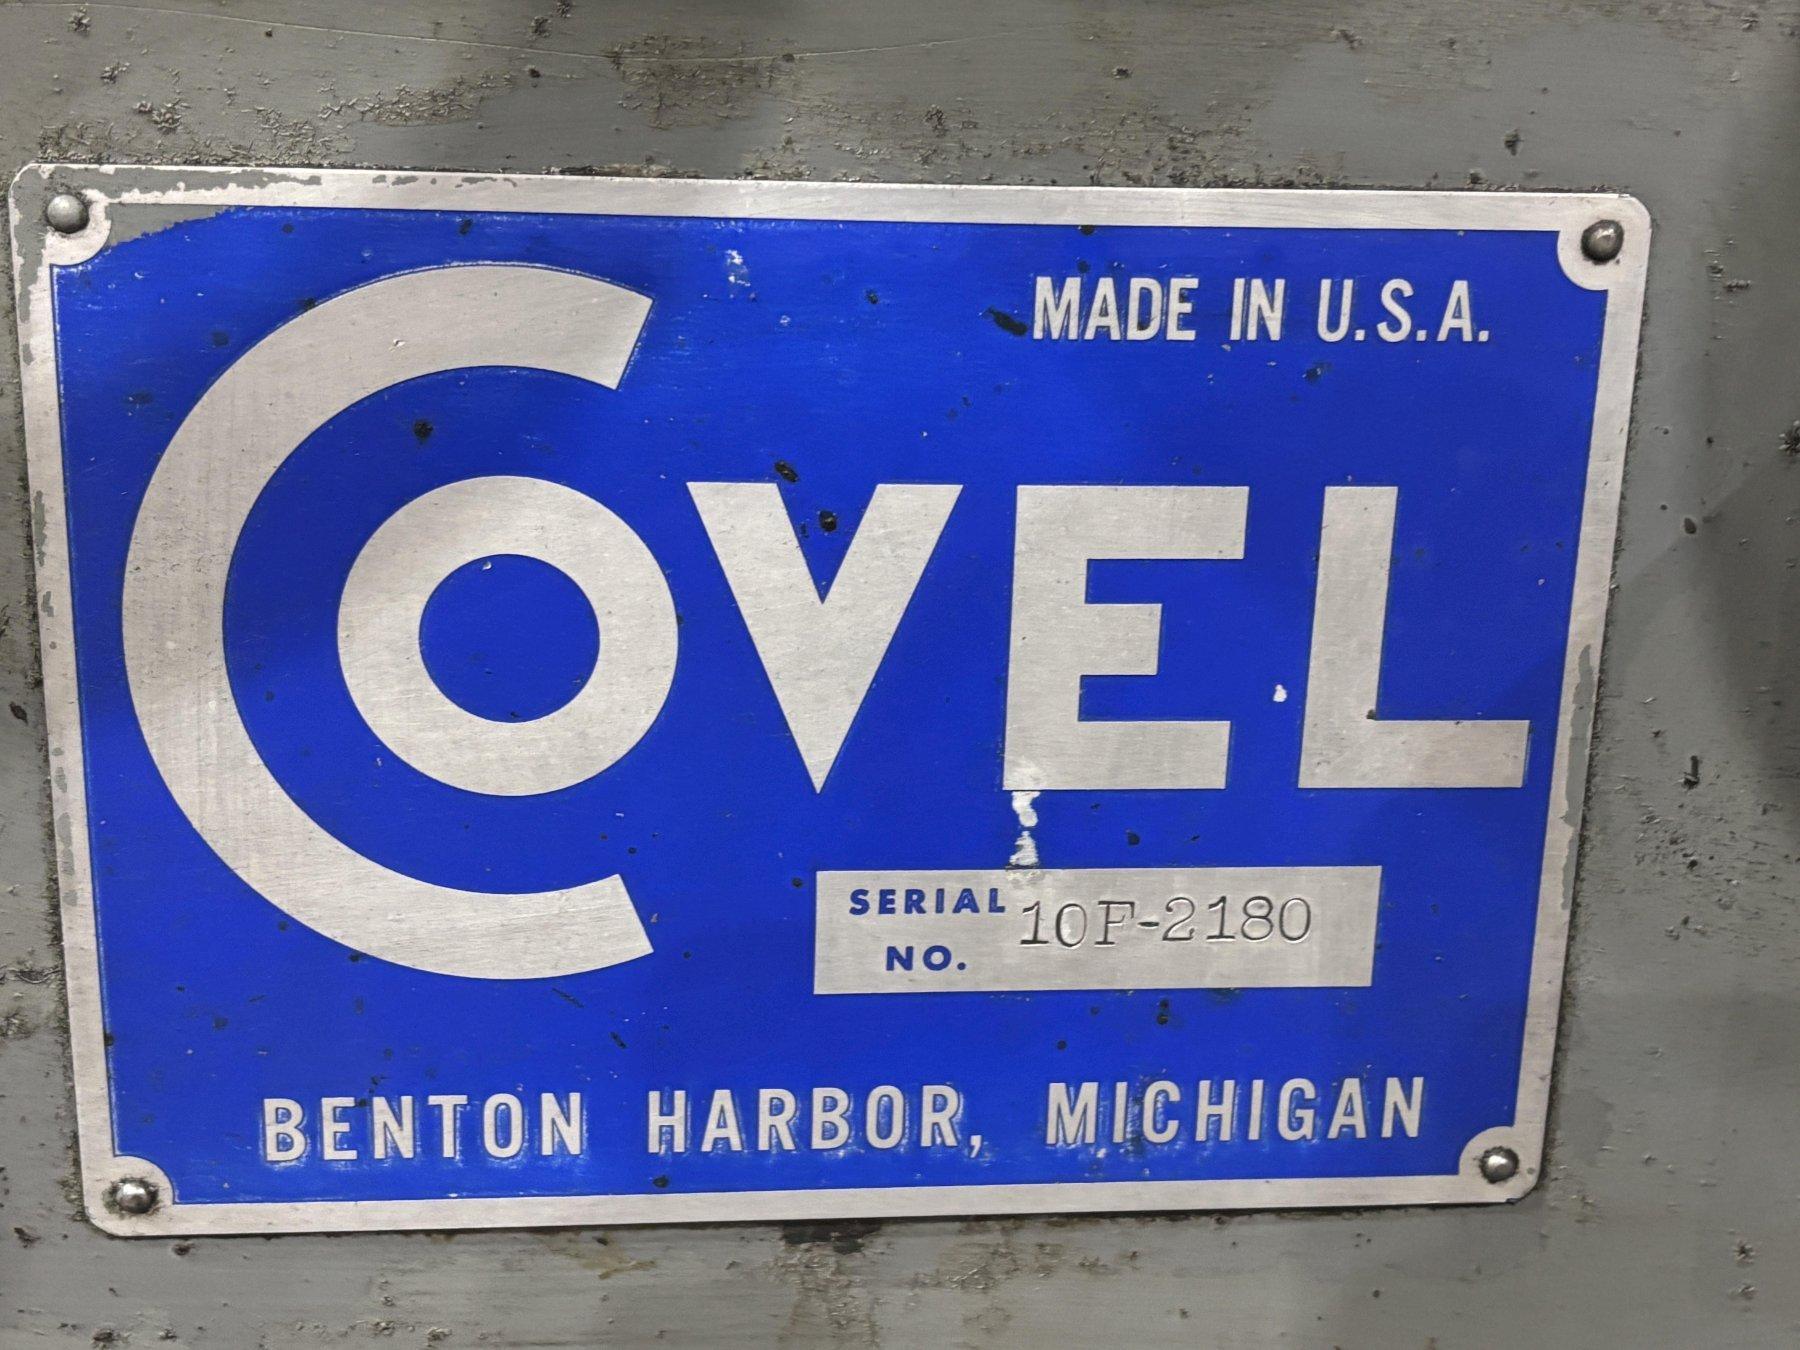 MADE IN U.S.A.
COVEL
SERIAL NO. 10F-2180
BENTON HARBOR, MICHIGAN